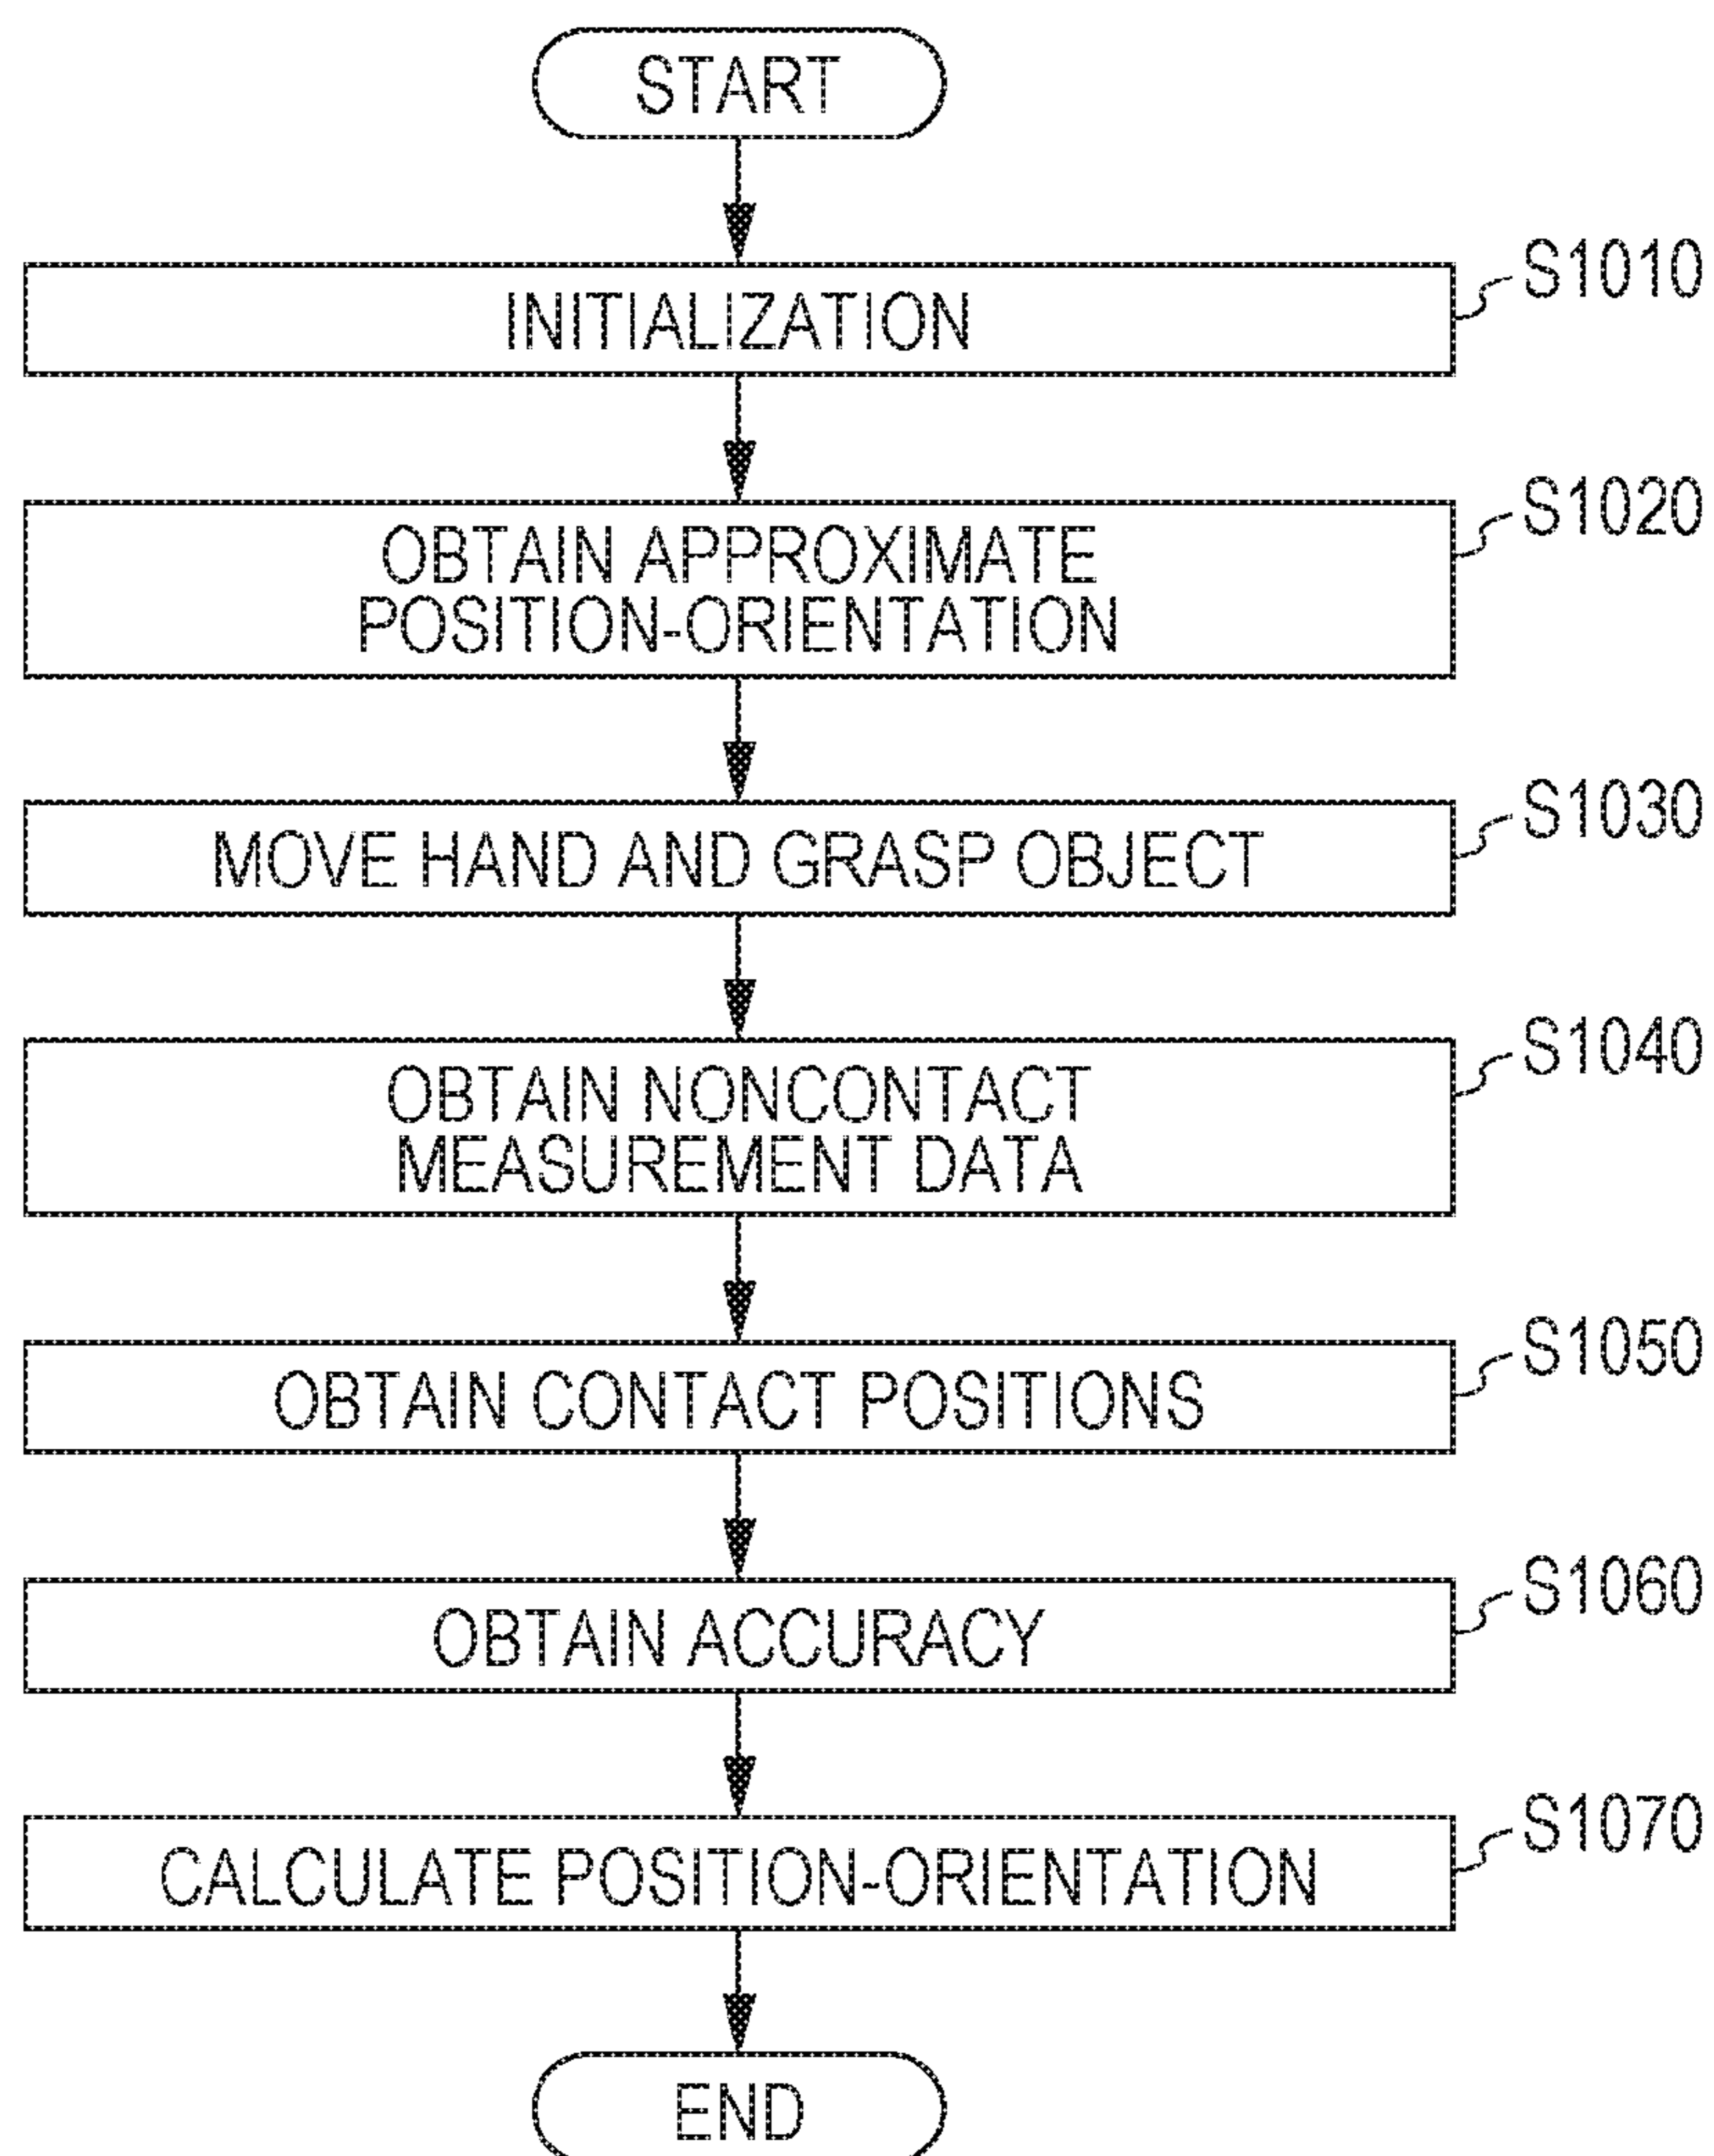 START
INITIALIZATION
S1010
OBTAIN APPROXIMATE
POSITION-ORIENTATION
S1020
MOVE HAND AND GRASP OBJECT
S1030
OBTAIN NONCONTACT
MEASUREMENT DATA
S1040
OBTAIN CONTACT POSITIONS
S1050
OBTAIN ACCURACY
S1060
CALCULATE POSITION-ORIENTATION
S1070
END